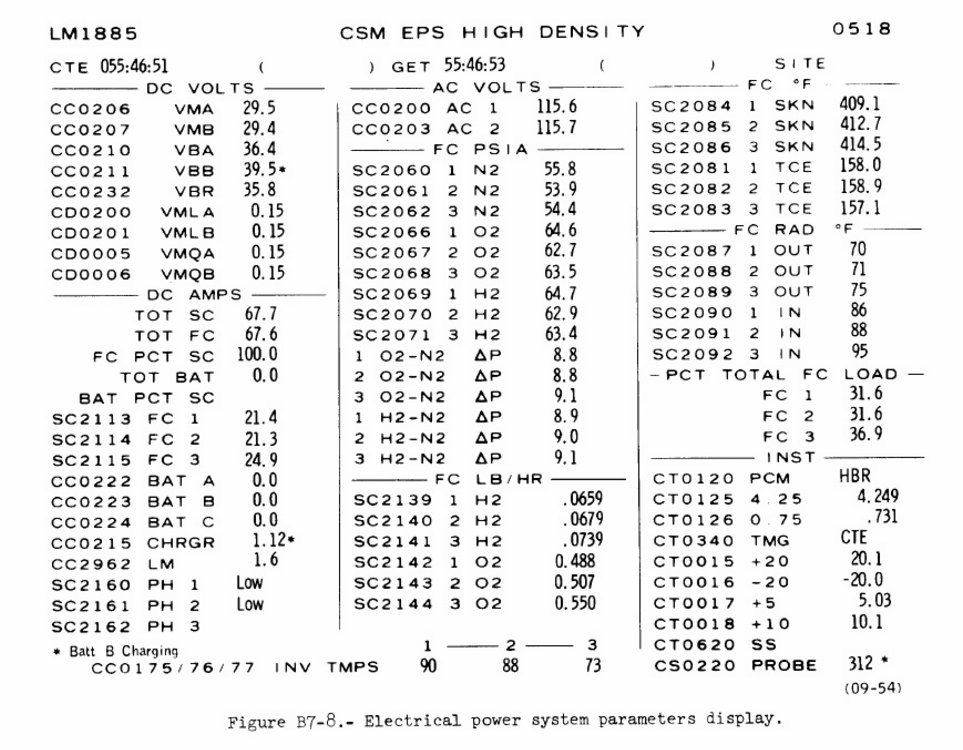 LM1885 CSM EPS HIGH DENSITY 0518
CTE 055:46:51 ( ) GET 55:46:53 ( ) SITE
DC VOLTS
CC0206 VMA 29.5
CC0207 VMB 29.4
CC0210 VBA 36.4
CC0211 VBB 39.5*
CC0232 VBR 35.8
CD0200 VMLA 0.15
CD0201 VMLB 0.15
CD0005 VMQA 0.15
CD0006 VMQB 0.15
DC AMPS
TOT SC 67.7
TOT FC 67.6
FC PCT SC 100.0
TOT BAT 0.0
BAT PCT SC
SC2113 FC 1 21.4
SC2114 FC 2 21.3
SC2115 FC 3 24.9
CC0222 BAT A 0.0
CC0223 BAT B 0.0
CC0224 BAT C 0.0
CC0215 CHRGR 1.12*
CC2962 LM 1.6
SC2160 PH 1 Low
SC2161 PH 2 Low
SC2162 PH 3
* Batt B Charging
AC VOLTS
CC0200 AC 1 115.6
CC0203 AC 2 115.7
FC PSIA
SC2060 1 N2 55.8
SC2061 2 N2 53.9
SC2062 3 N2 54.4
SC2066 1 O2 64.6
SC2067 2 O2 62.7
SC2068 3 O2 63.5
SC2069 1 H2 64.7
SC2070 2 H2 62.9
SC2071 3 H2 63.4
1 O2-N2 ΔP 8.8
2 O2-N2 ΔP 8.8
3 O2-N2 ΔP 9.1
1 H2-N2 ΔP 8.9
2 H2-N2 ΔP 9.0
3 H2-N2 ΔP 9.1
FC LB/HR
SC2139 1 H2 .0659
SC2140 2 H2 .0679
SC2141 3 H2 .0739
SC2142 1 O2 0.488
SC2143 2 O2 0.507
SC2144 3 O2 0.550
1 2 3
CC0175/76/77 INV TMPS 90 88 73
FC °F
SC2084 1 SKN 409.1
SC2085 2 SKN 412.7
SC2086 3 SKN 414.5
SC2081 1 TCE 158.0
SC2082 2 TCE 158.9
SC2083 3 TCE 157.1
FC RAD °F
SC2087 1 OUT 70
SC2088 2 OUT 71
SC2089 3 OUT 75
SC2090 1 IN 86
SC2091 2 IN 88
SC2092 3 IN 95
- PCT TOTAL FC LOAD -
FC 1 31.6
FC 2 31.6
FC 3 36.9
INST
CT0120 PCM HBR
CT0125 4.25 4.249
CT0126 0.75 .731
CT0340 TMG CTE
CT0015 +20 20.1
CT0016 -20 -20.0
CT0017 +5 5.03
CT0018 +10 10.1
CT0620 SS
CS0220 PROBE 312 *
(09-54)
Figure B7-8.- Electrical power system parameters display.